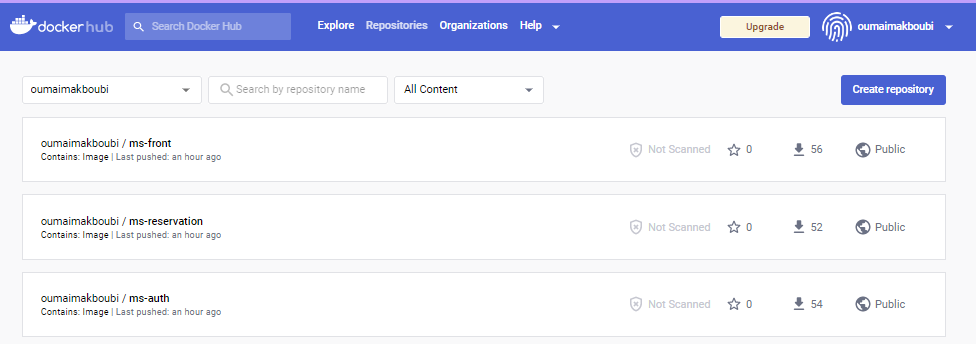 docker hub Search Docker Hub Explore Repositories Organizations Help Upgrade oumaimakboubi
oumaimakboubi Search by repository name All Content Create repository
oumaimakboubi / ms-front Not Scanned 0 56 Public
Contains: Image | Last pushed: an hour ago
oumaimakboubi / ms-reservation Not Scanned 0 52 Public
Contains: Image | Last pushed: an hour ago
oumaimakboubi / ms-auth Not Scanned 0 54 Public
Contains: Image | Last pushed: an hour ago